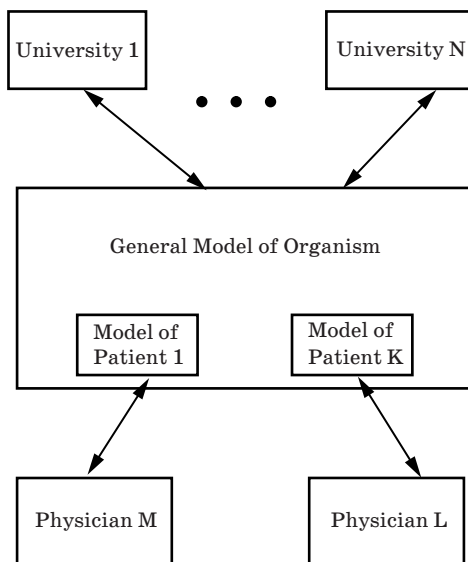 University 1
University N
General Model of Organism
Model of
Patient 1
Model of
Patient K
Physician M
Physician L